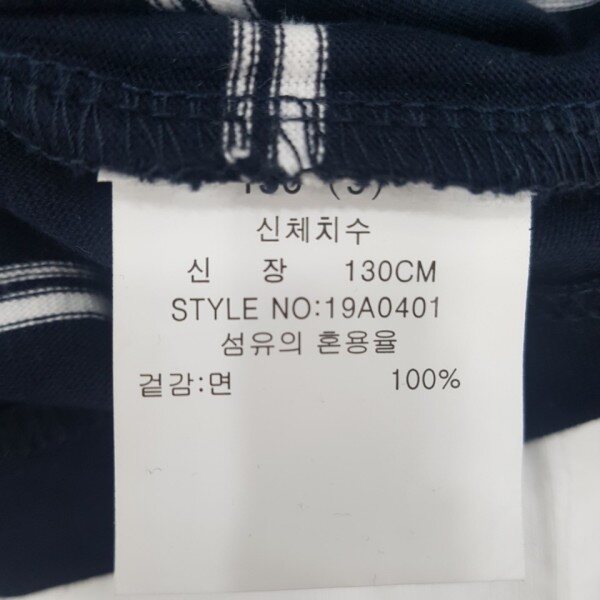 신체치수
신 장 130CM
STYLE NO:19A0401
섬유의 혼용율
겉감:면 100%